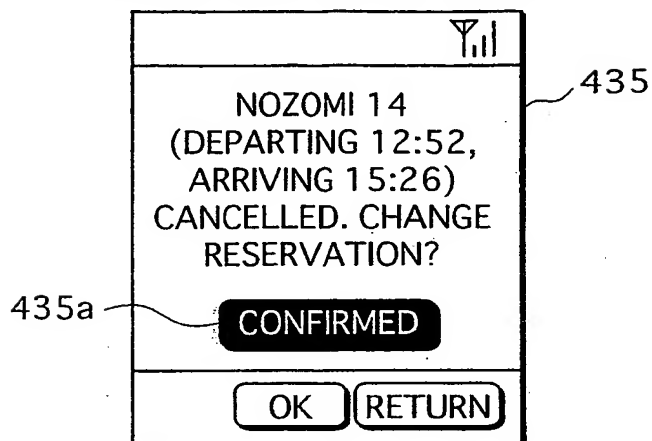 435
NOZOMI 14
(DEPARTING 12:52,
ARRIVING 15:26)
CANCELLED. CHANGE
RESERVATION?
435a
CONFIRMED
OK
RETURN